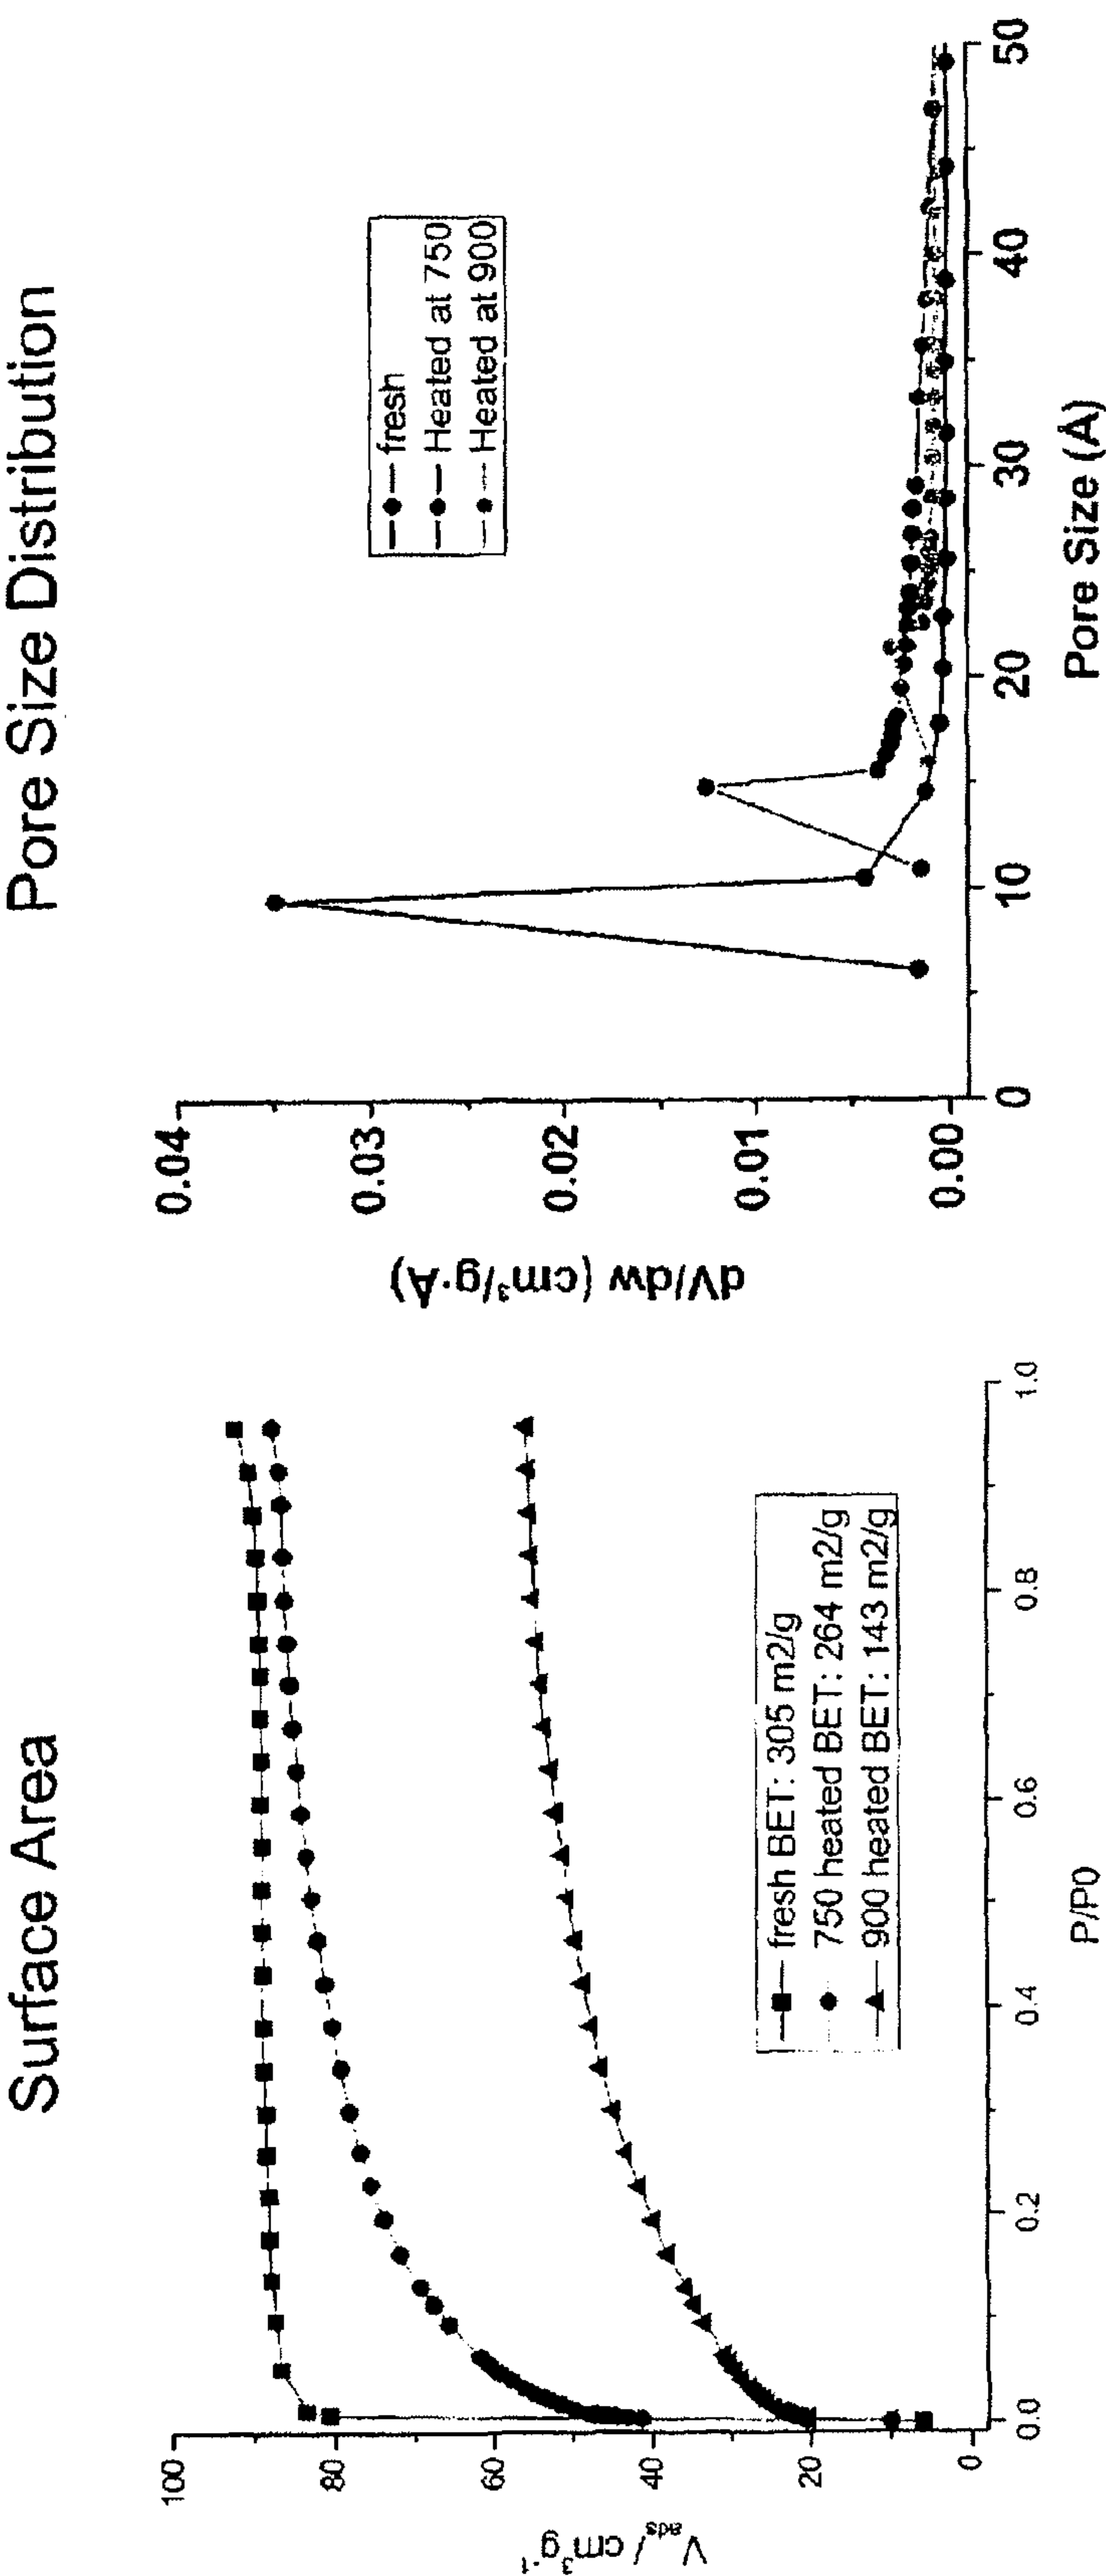 Surface Area
100
80
60
40
20
0
V_ads / cm³g⁻¹
fresh BET: 305 m2/g
750 heated BET: 264 m2/g
900 heated BET: 143 m2/g
0.0
0.2
0.4
0.6
0.8
1.0
P/P0
Pore Size Distribution
0.04
0.03
0.02
0.01
0.00
dV/dw (cm³/g·Å)
fresh
Heated at 750
Heated at 900
0
10
20
30
40
50
Pore Size (Å)